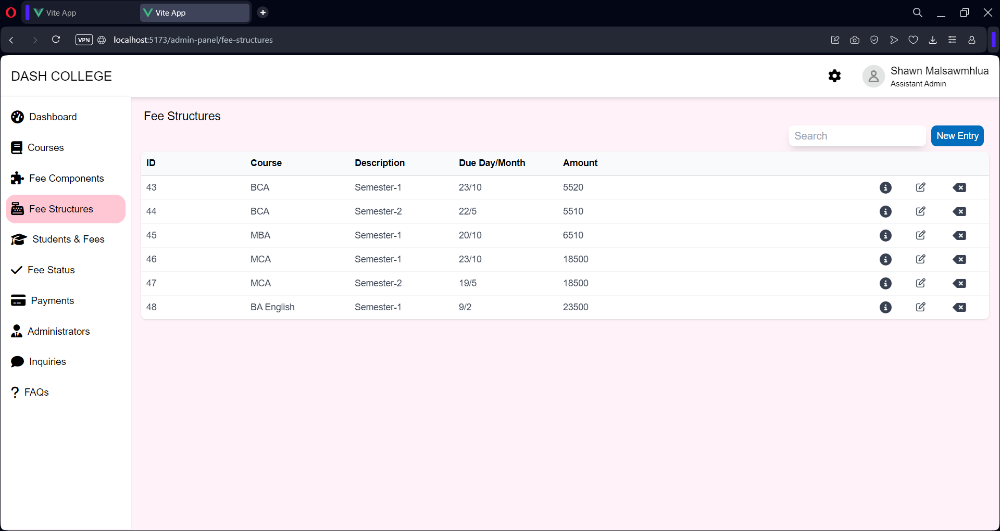 Vite App
Vite App
VPN
localhost:5173/admin-panel/fee-structures
DASH COLLEGE
Shawn Malsawmhlua
Assistant Admin
Dashboard
Courses
Fee Components
Fee Structures
Students & Fees
Fee Status
Payments
Administrators
Inquiries
FAQs
Fee Structures
Search
New Entry
ID Course Description Due Day/Month Amount
43 BCA Semester-1 23/10 5520
44 BCA Semester-2 22/5 5510
45 MBA Semester-1 20/10 6510
46 MCA Semester-1 23/10 18500
47 MCA Semester-2 19/5 18500
48 BA English Semester-1 9/2 23500